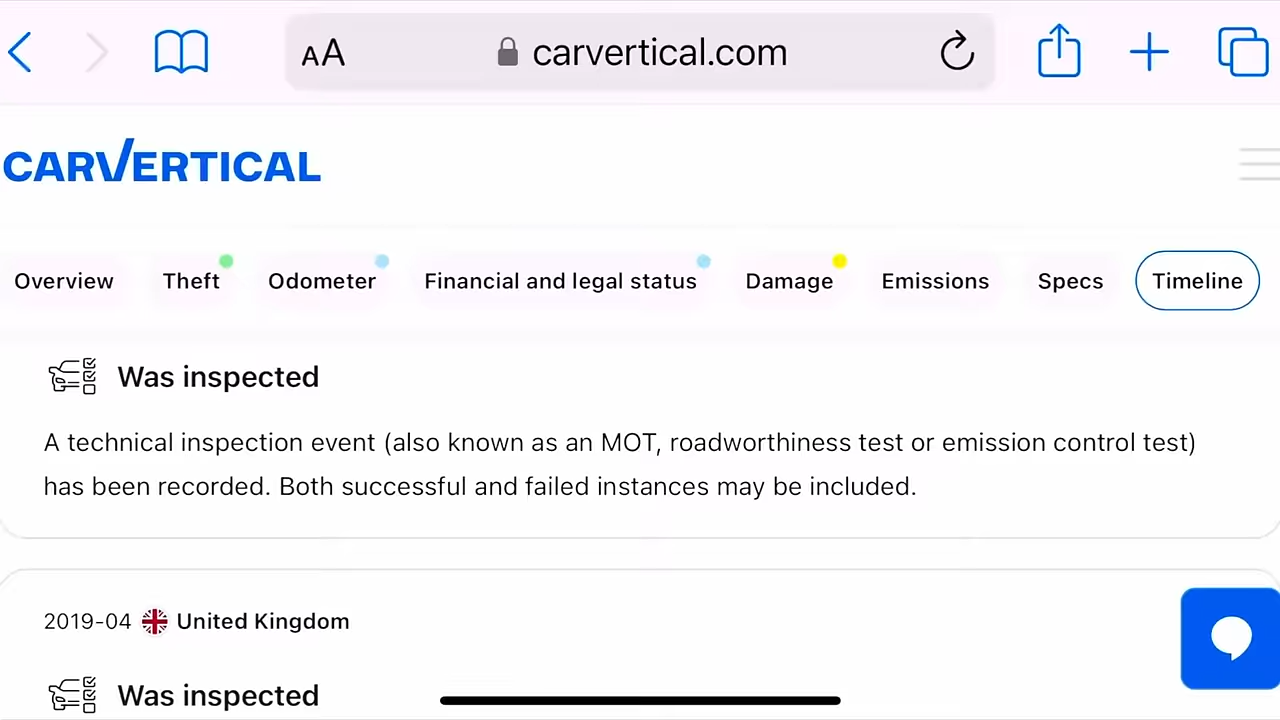 AA carvertical.com
CARVERTICAL
Overview Theft Odometer Financial and legal status Damage Emissions Specs Timeline
Was inspected
A technical inspection event (also known as an MOT, roadworthiness test or emission control test)
has been recorded. Both successful and failed instances may be included.
2019-04 United Kingdom
Was inspected